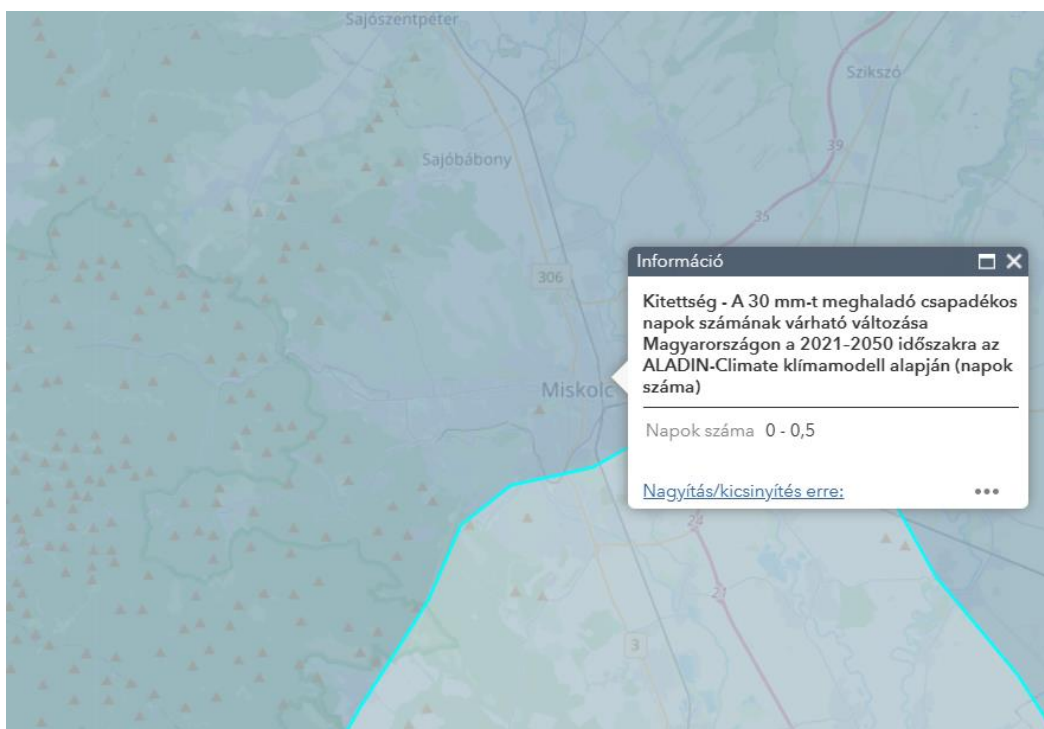 Sajószentpéter
Szikszó
39
Sajóbábony
35
306
Információ
Kitettség - A 30 mm-t meghaladó csapadékos
napok számának várható változása
Magyarországon a 2021-2050 időszakra az
ALADIN-Climate klímamodell alapján (napok
száma)
Miskolc
Napok száma 0 - 0,5
Nagyítás/kicsinyítés erre:
24
21
3